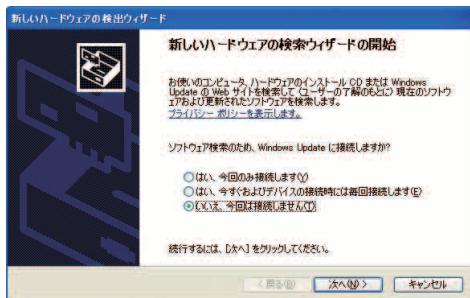 新しいハードウェアの検出ウィザード
新しいハードウェアの検索ウィザードの開始
お使いのコンピュータ、ハードウェアのインストール CD または Windows
Update の Web サイトを検索して (ユーザーの了解のもとに) 現在のソフトウ
ェアおよび更新されたソフトウェアを検索します。
プライバシー ポリシーを表示します。
ソフトウェア検索のため、Windows Update に接続しますか?
はい、今回のみ接続します(Y)
はい、今すぐおよびデバイスの接続時には毎回接続します(E)
いいえ、今回は接続しません(T)
続行するには、[次へ] をクリックしてください。
< 戻る(B)
次へ(N) >
キャンセル